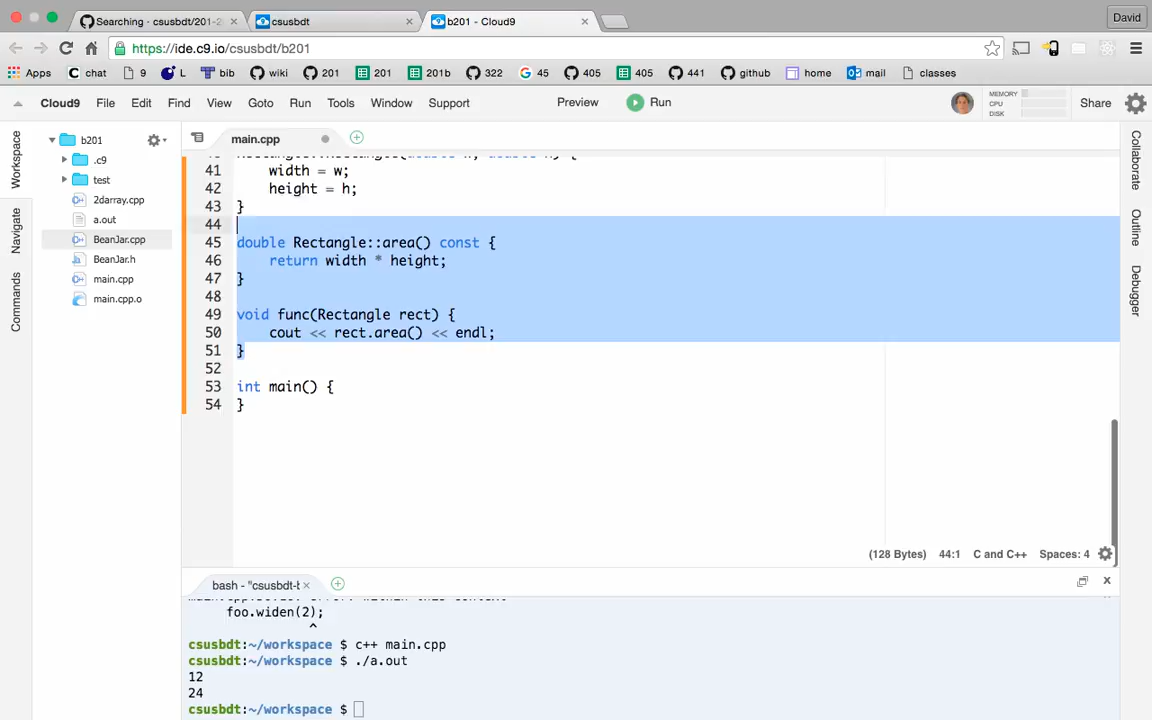 Searching · csusbdt/201-2
csusbdt
b201 - Cloud9
David
https://ide.c9.io/csusbdt/b201
Apps
chat
9
L
bib
wiki
201
201
201b
322
45
405
405
441
github
home
mail
classes
Cloud9
File
Edit
Find
View
Goto
Run
Tools
Window
Support
Preview
Run
MEMORY
CPU
DISK
Share
Workspace
Navigate
Commands
b201
.c9
test
2darray.cpp
a.out
BeanJar.cpp
BeanJar.h
main.cpp
main.cpp.o
main.cpp
41 width = w;
42 height = h;
43 }
44
45 double Rectangle::area() const {
46 return width * height;
47 }
48
49 void func(Rectangle rect) {
50 cout << rect.area() << endl;
51 }
52
53 int main() {
54 }
(128 Bytes) 44:1 C and C++ Spaces: 4
Collaborate
Outline
Debugger
bash - "csusbdt-b
foo.widen(2);
^
csusbdt:~/workspace $ c++ main.cpp
csusbdt:~/workspace $ ./a.out
12
24
csusbdt:~/workspace $